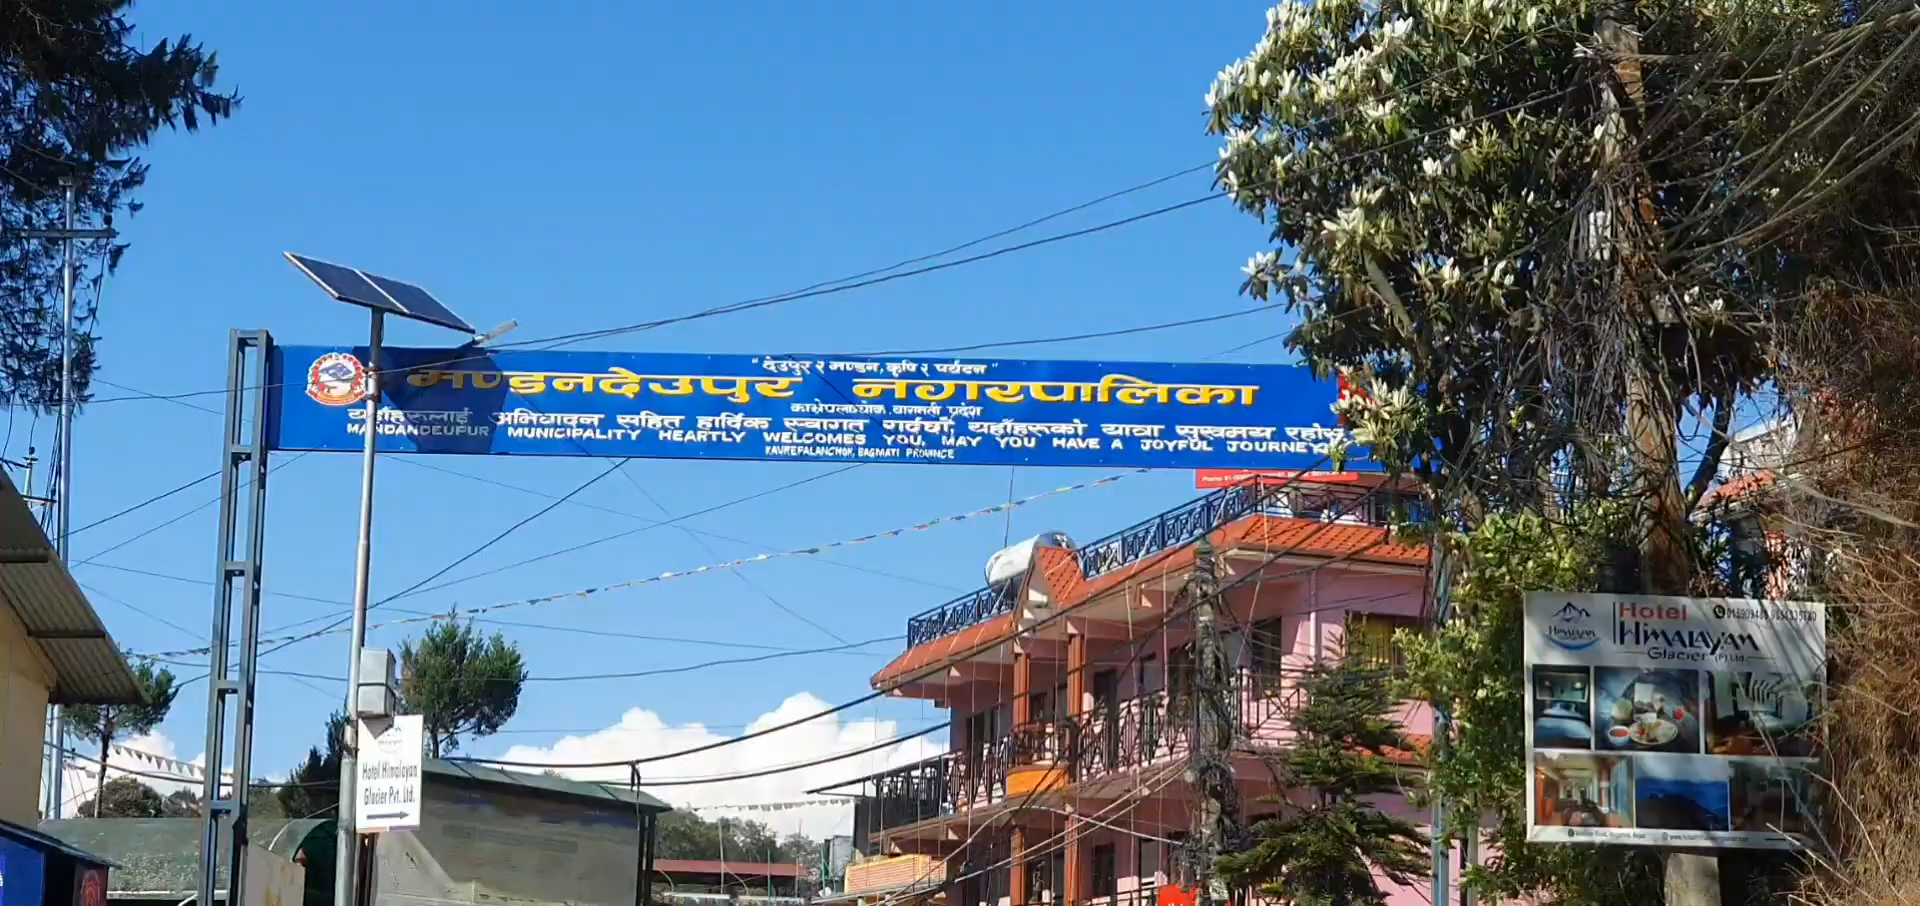 "देउपुर र मण्डन, कृषि र पर्यटन"
मण्डनदेउपुर नगरपालिका
काभ्रेपलाञ्चोक, वागमती प्रदेश
यहाँहरुलाई अभिवादन सहित हार्दिक स्वागत गर्दछौं, यहाँहरूको यात्रा सुखमय रहोस्
MANDANDEUPUR MUNICIPALITY HEARTLY WELCOMES YOU, MAY YOU HAVE A JOYFUL JOURNEY
KAVREPALANCHOK, BAGMATI PROVINCE
Hotel
HIMALAYAN
Glacier (P) Ltd.
HIMALAYAN
Hotel Himalayan
Glacier Pvt. Ltd.